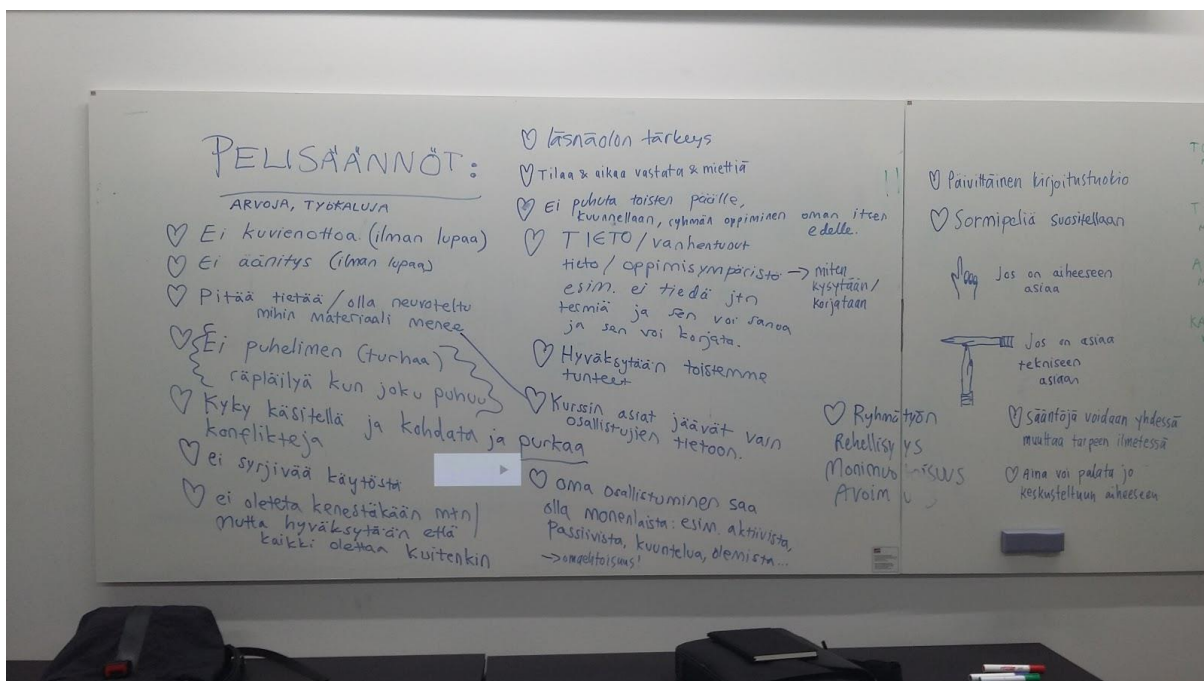 PELISÄÄNNÖT:
ARVOJA, TYÖKALUJA
♡ Ei kuvienottoa (ilman lupaa)
♡ Ei äänitys (ilman lupaa)
♡ Pitää tietää / olla neuvoteltu
mihin materiaali menee
♡ Ei puhelimen (turhaa)
räpläilyä kun joku puhuu
♡ Kyky käsitellä ja kohdata ja purkaa
konflikteja
♡ ei syrjivää käytöstä
♡ ei oleteta kenestäkään mtn/
mutta hyväksytään että
kaikki olettaa kuitenkin
♡ läsnäolon tärkeys
♡ Tilaa & aikaa vastata & miettiä
♡ Ei puhuta toisten päälle,
kuunnellaan, ryhmän oppiminen oman itsen
edelle.
!!
♡ TIETO/vanhentunut
tieto/oppimisympäristö → miten
kysytään/
korjataan
esim. ei tiedä jtn
termiä ja sen voi sanoa
ja sen voi korjata.
♡ Hyväksytään toistemme
tunteet
♡ Kurssin asiat jäävät vain
osallistujien tietoon.
♡ oma osallistuminen saa
olla monenlaista: esim. aktiivista,
passiivista, kuuntelua, olemista...
→ omaehtoisuus!
♡ Ryhmätyön
Rehellisyys
Monimuotoisuus
Avoim
♡ Päivittäinen kirjoitustuokio
♡ Sormipeliä suositellaan
Jos on aiheeseen
asiaa
Jos on asiaa
tekniseen
asiaan
♡ Sääntöjä voidaan yhdessä
muuttaa tarpeen ilmetessä
♡ Aina voi palata jo
keskusteltuun aiheeseen